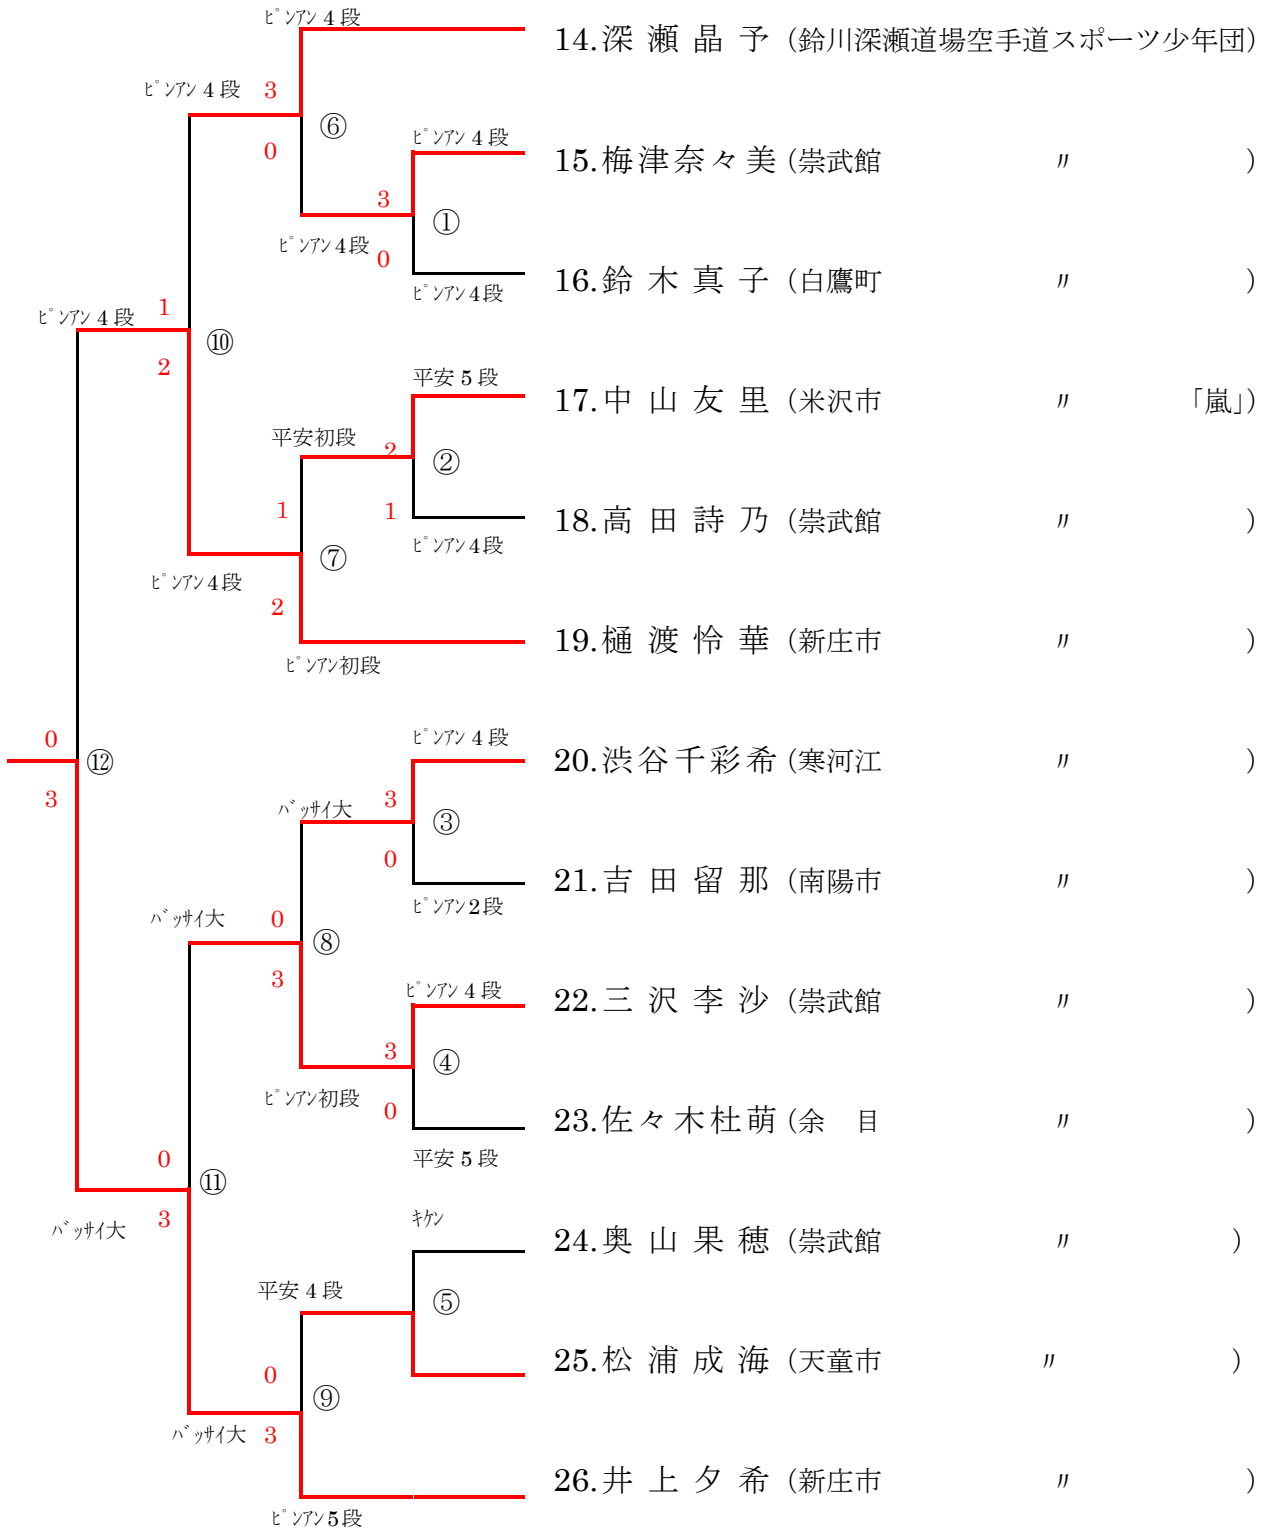 ﾋﾟﾝｱﾝ4段
14.深瀬晶予(鈴川深瀬道場空手道スポーツ少年団)
ﾋﾟﾝｱﾝ4段 3
⑥
0
ﾋﾟﾝｱﾝ4段
15.梅津奈々美(崇武館 〃 )
3
①
ﾋﾟﾝｱﾝ4段 0
16.鈴木真子(白鷹町 〃 )
ﾋﾟﾝｱﾝ4段
ﾋﾟﾝｱﾝ4段 1
⑩
2
平安5段
17.中山友里(米沢市 〃 「嵐」)
平安初段 2
②
1
1
18.高田詩乃(崇武館 〃 )
ﾋﾟﾝｱﾝ4段
⑦
ﾋﾟﾝｱﾝ4段 2
19.樋渡怜華(新庄市 〃 )
ﾋﾟﾝｱﾝ初段
0
⑫
3
ﾋﾟﾝｱﾝ4段
20.渋谷千彩希(寒河江 〃 )
ﾊﾞｯｻｲ大 3
③
0
21.吉田留那(南陽市 〃 )
ﾋﾟﾝｱﾝ2段
ﾊﾞｯｻｲ大 0
⑧
3
ﾋﾟﾝｱﾝ4段
22.三沢李沙(崇武館 〃 )
3
④
ﾋﾟﾝｱﾝ初段 0
23.佐々木杜萌(余 目 〃 )
平安5段
0
⑪
ﾊﾞｯｻｲ大 3
ｷｹﾝ
24.奥山果穂(崇武館 〃 )
平安4段
⑤
25.松浦成海(天童市 〃 )
0
⑨
ﾊﾞｯｻｲ大 3
26.井上夕希(新庄市 〃 )
ﾋﾟﾝｱﾝ5段